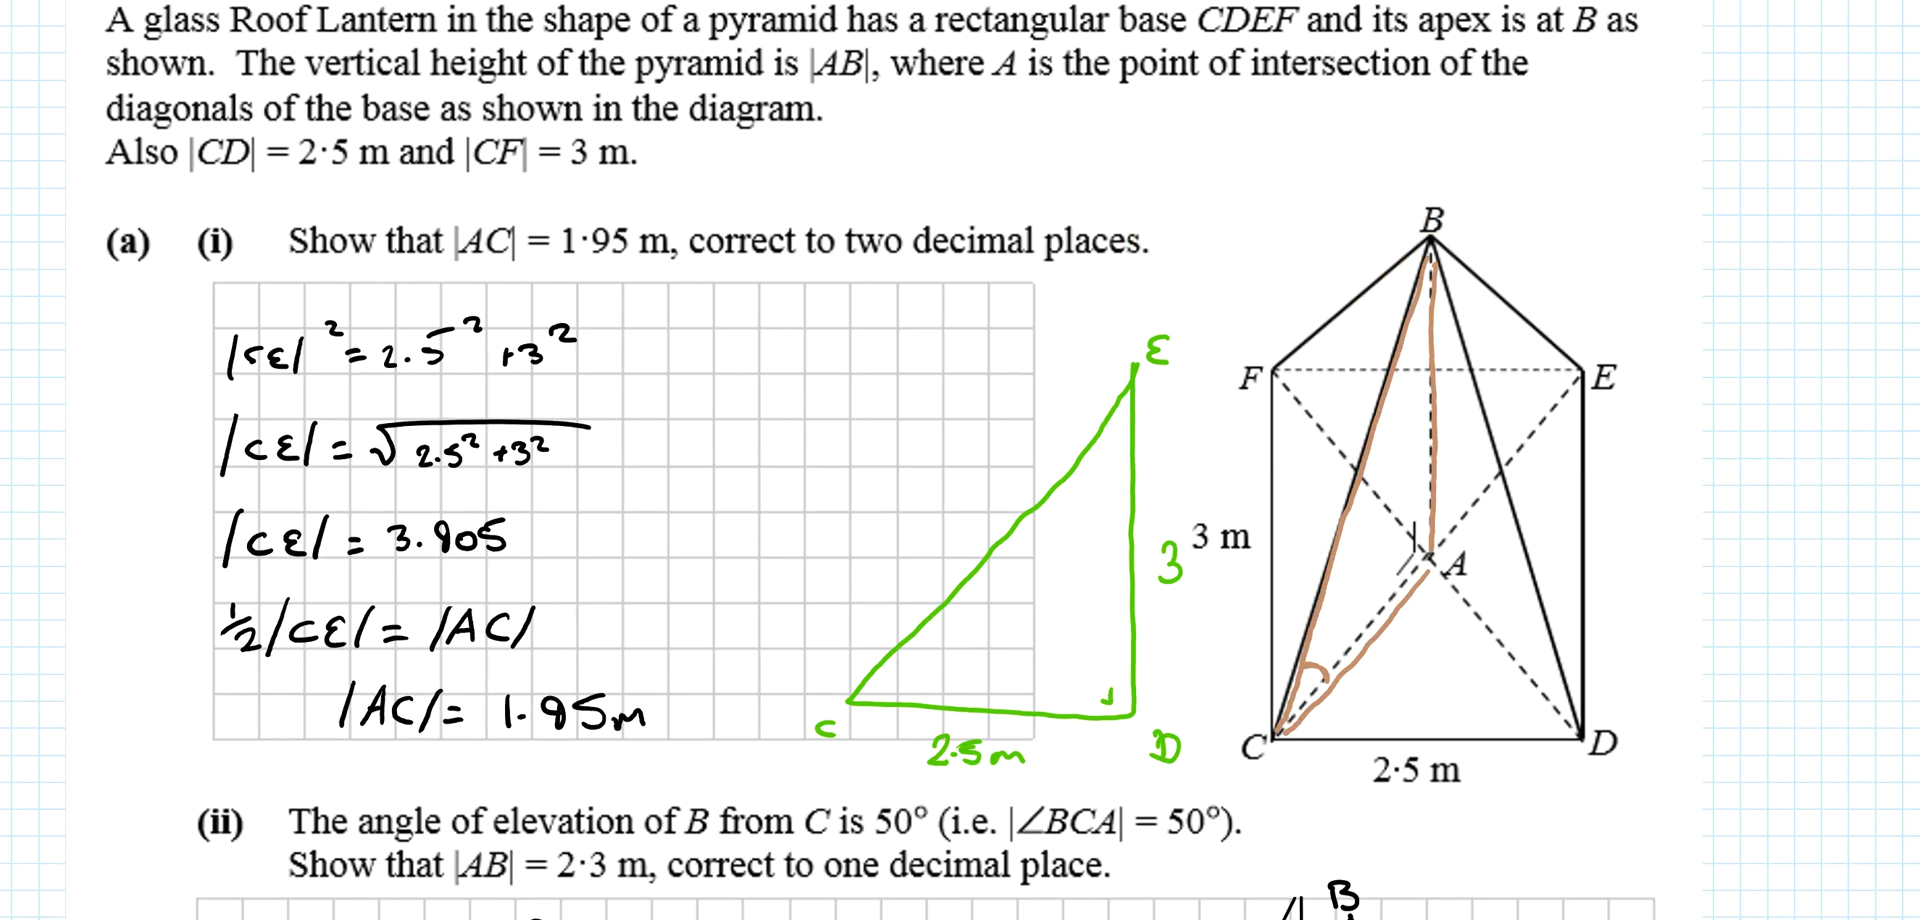 A glass Roof Lantern in the shape of a pyramid has a rectangular base CDEF and its apex is at B as
shown. The vertical height of the pyramid is |AB|, where A is the point of intersection of the
diagonals of the base as shown in the diagram.
Also |CD| = 2·5 m and |CF| = 3 m.
(a) (i) Show that |AC| = 1·95 m, correct to two decimal places.
|CE|² = 2.5² + 3²
|CE| = √2.5² + 3²
|CE| = 3.905
½|CE| = |AC|
|AC| = 1.95m
E
3
C
2.5m
D
B
F
E
3 m
A
C
D
2·5 m
(ii) The angle of elevation of B from C is 50° (i.e. |∠BCA| = 50°).
Show that |AB| = 2·3 m, correct to one decimal place.
B